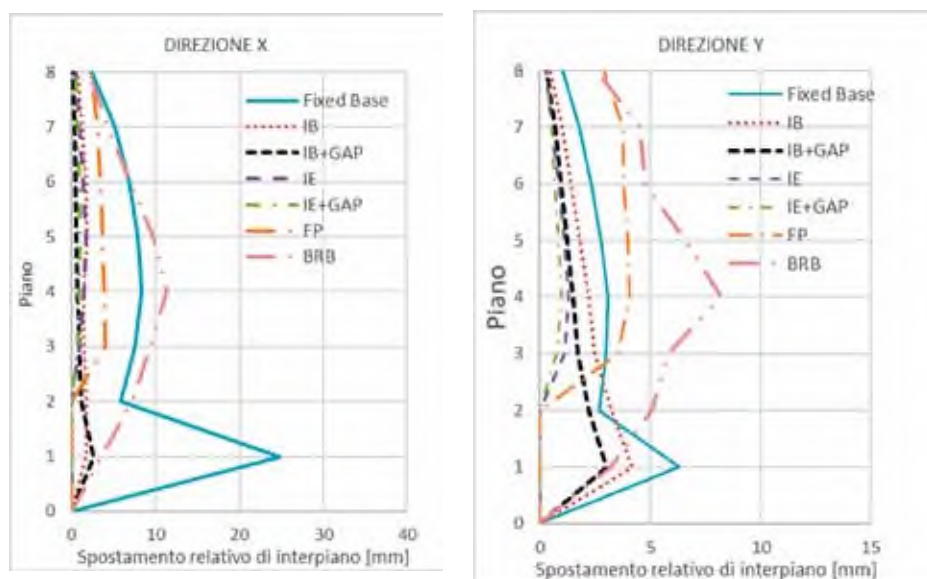 DIREZIONE X
8
7
6
5
4
3
2
1
0
Piano
Fixed Base
IB
IB+GAP
IE
IE+GAP
FP
BRB
0 10 20 30 40
Spostamento relativo di interpiano [mm]
DIREZIONE Y
8
7
6
5
4
3
2
1
0
Piano
Fixed Base
IB
IB+GAP
IE
IE+GAP
FP
BRB
0 5 10 15
Spostamento relativo di interpiano [mm]